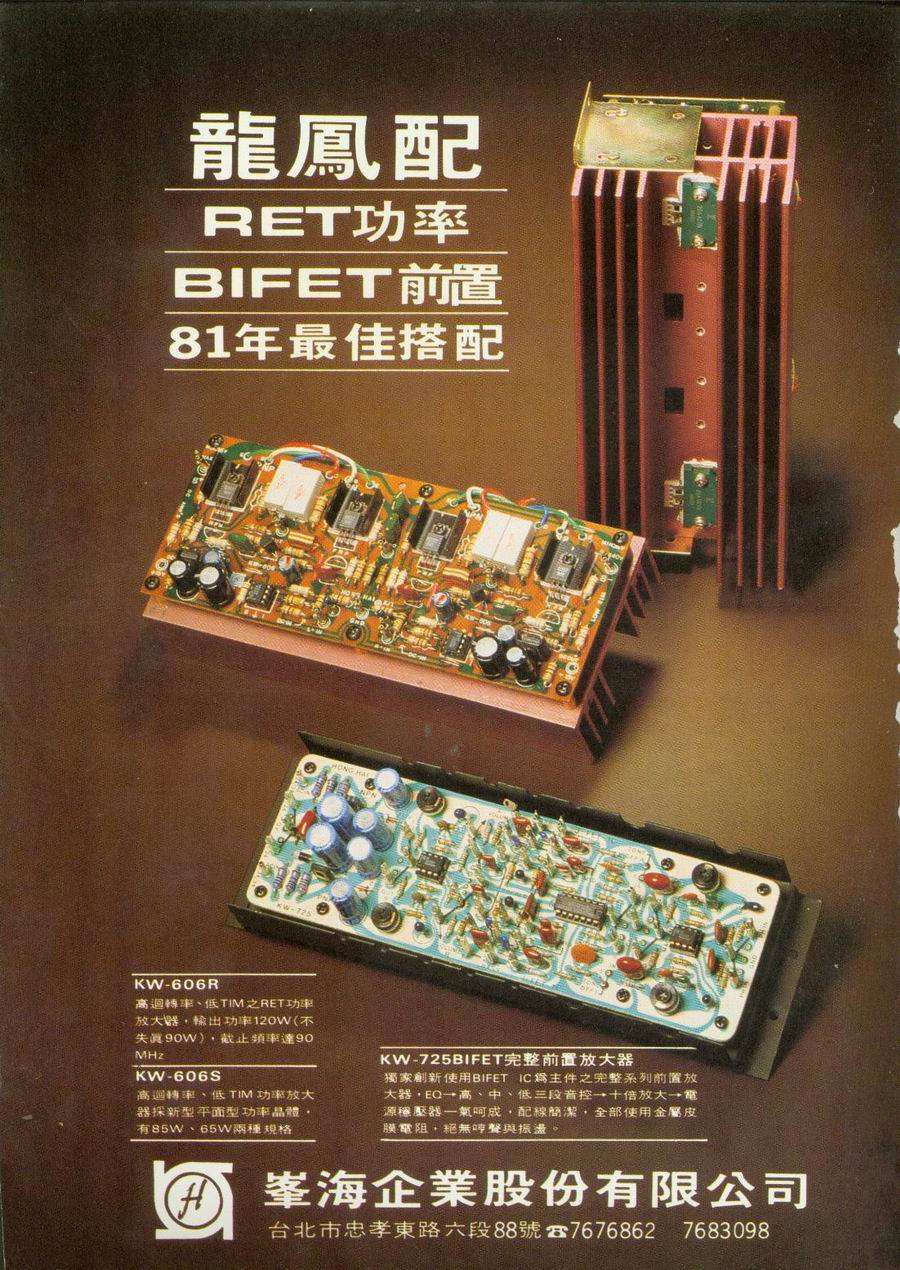 龍鳳配
RET功率
BIFET前置
81年最佳搭配
HONG HAI
NPN
KW-725
KW-606R
高迴轉率、低TIM之RET功率
放大器，輸出功率120W(不
失眞90W)，截止頻率達90
MHz
KW-606S
高迴轉率、低TIM功率放大
器採新型平面型功率晶體，
有85W、65W兩種規格
KW-725BIFET完整前置放大器
獨家創新使用BIFET IC爲主件之完整系列前置放
大器，EQ→高、中、低三段音控→十倍放大→電
源穩壓器一氣呵成，配線簡潔，全部使用金屬皮
膜電阻，絕無哼聲與振盪。
H
峯海企業股份有限公司
台北市忠孝東路六段88號☎7676862 7683098